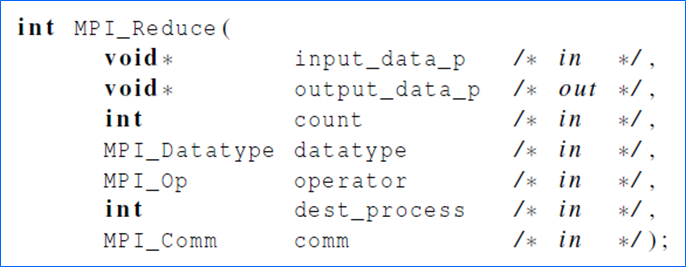 int MPI_Reduce(
void* input_data_p /* in */,
void* output_data_p /* out */,
int count /* in */,
MPI_Datatype datatype /* in */,
MPI_Op operator /* in */,
int dest_process /* in */,
MPI_Comm comm /* in */);